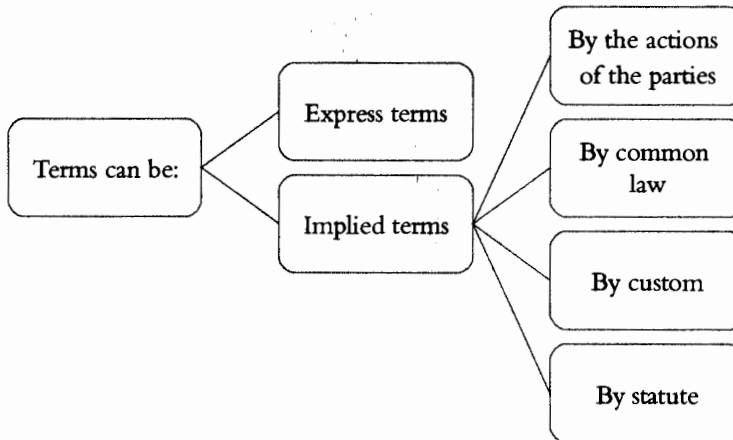 Terms can be:
Express terms
Implied terms
By the actions
of the parties
By common
law
By custom
By statute